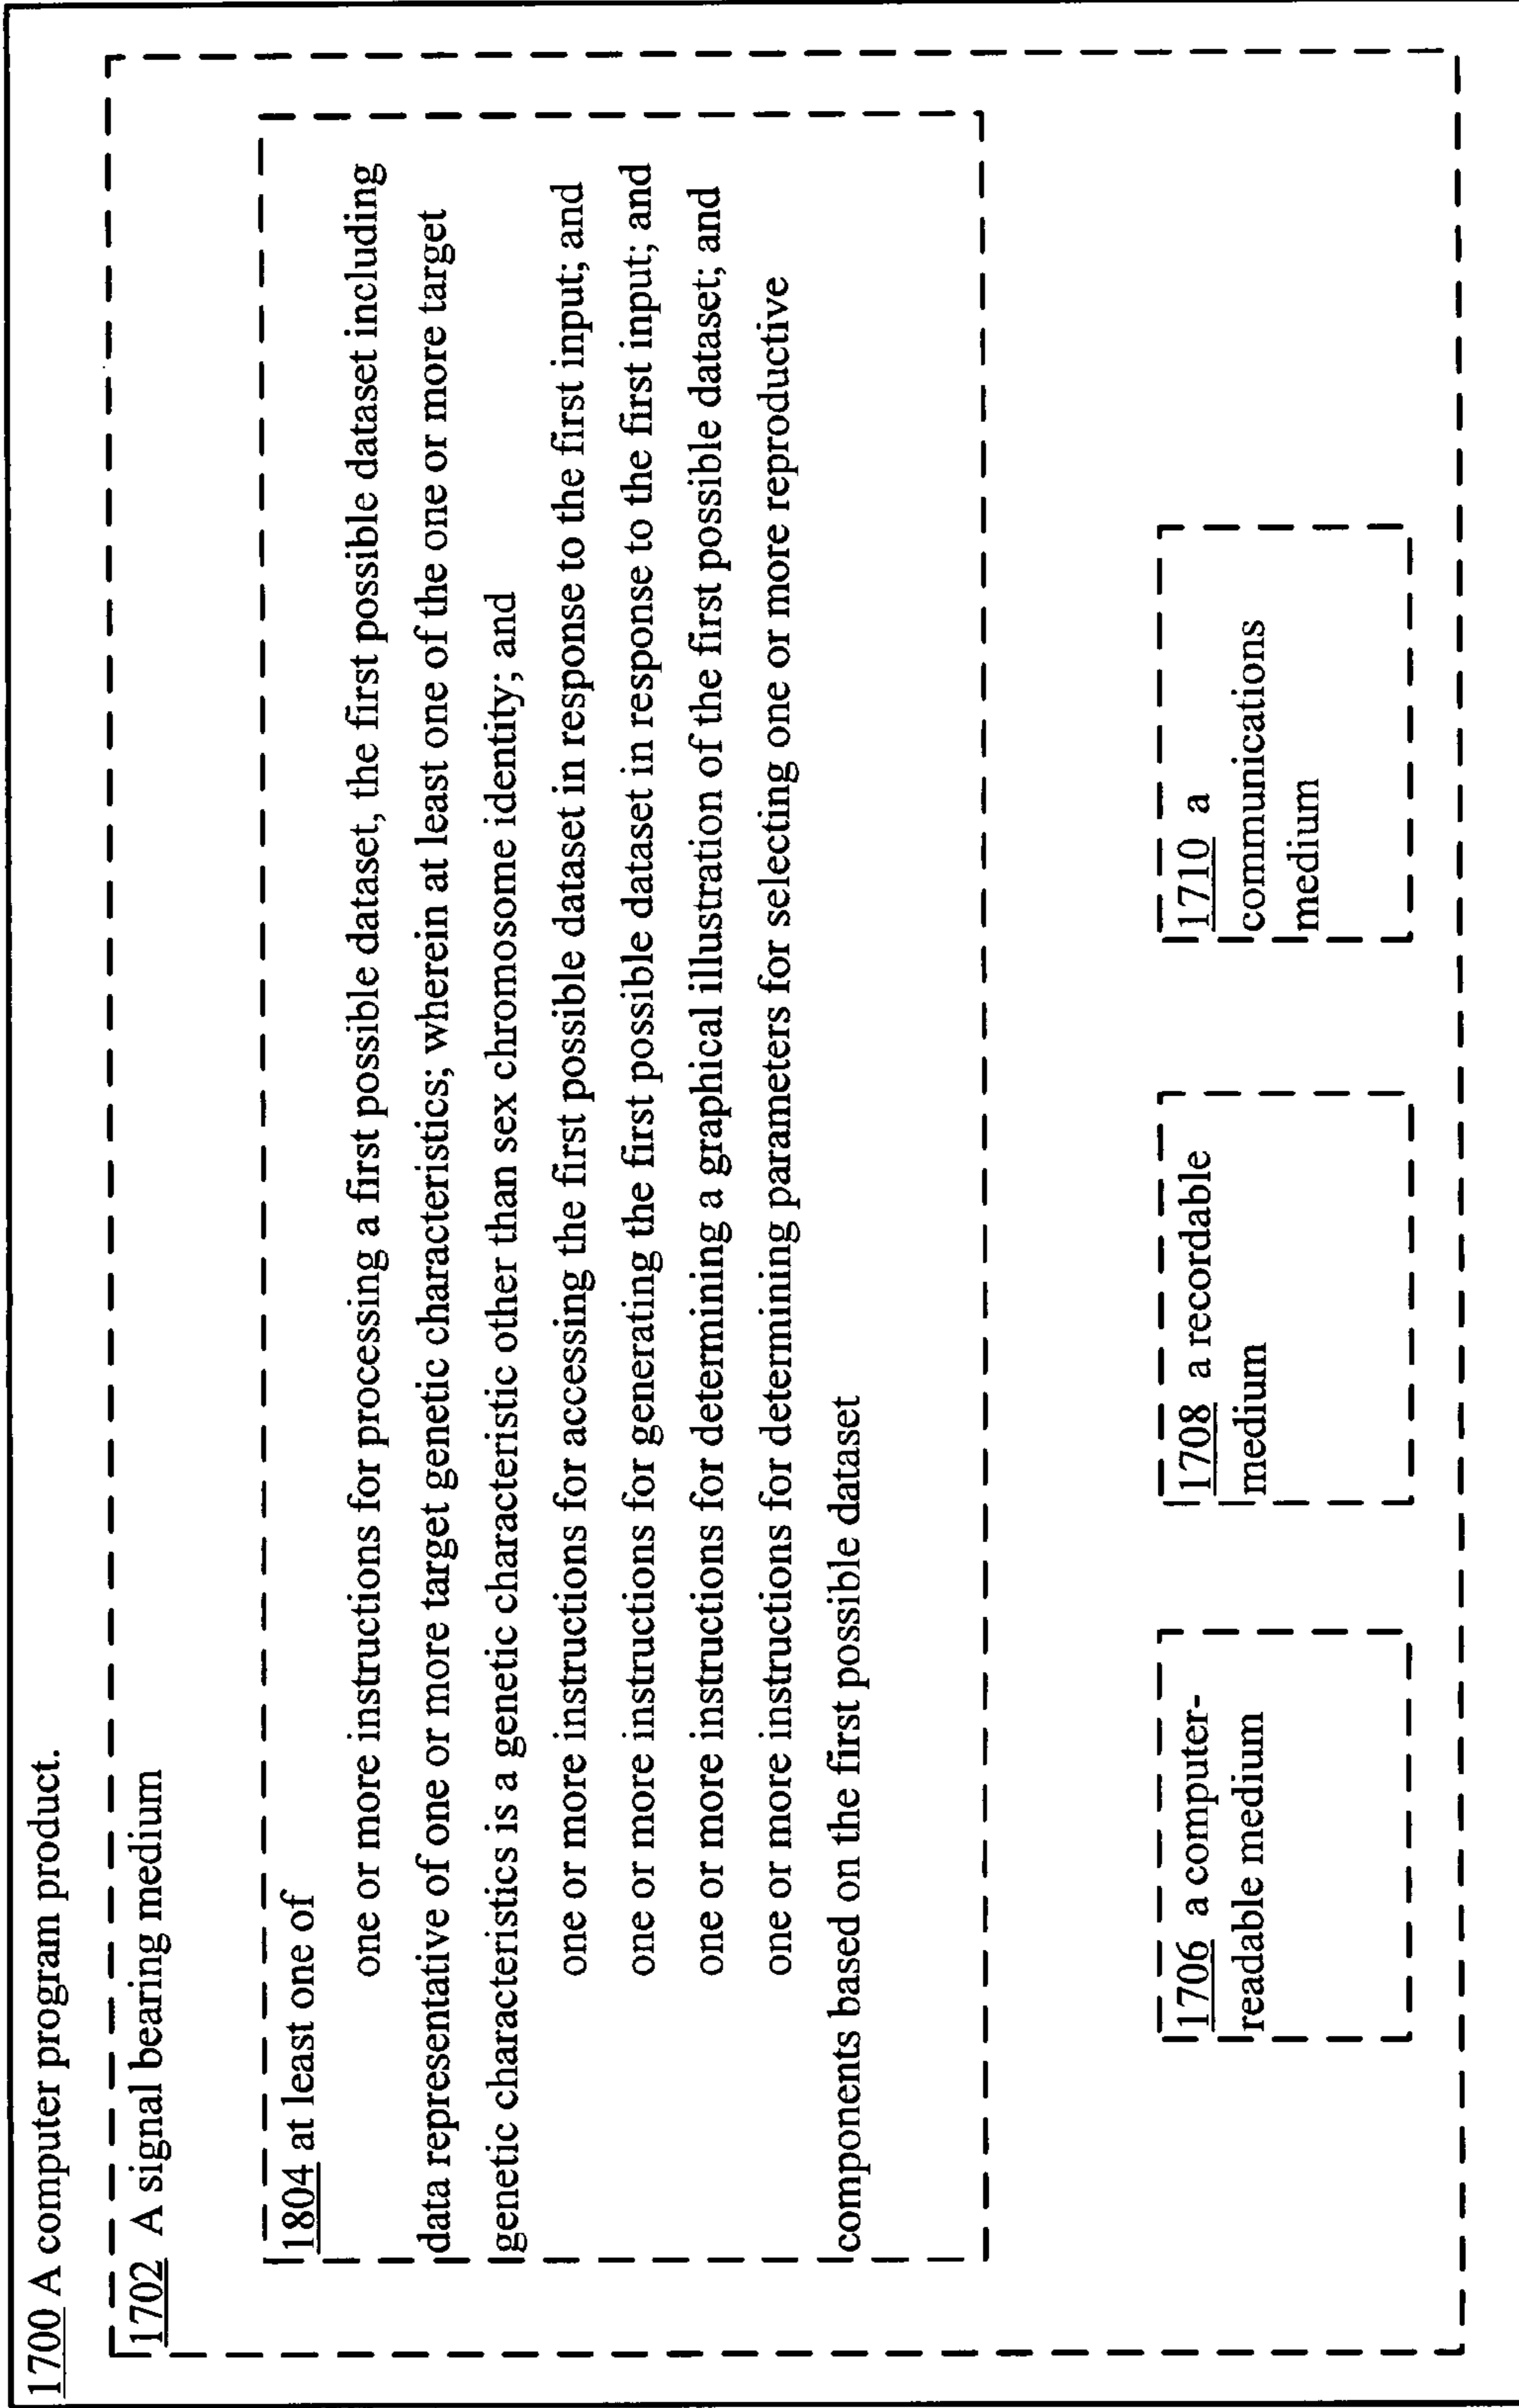 1700 A computer program product.
1702 A signal bearing medium
1804 at least one of
one or more instructions for processing a first possible dataset, the first possible dataset including
data representative of one or more target genetic characteristics; wherein at least one of the one or more target
genetic characteristics is a genetic characteristic other than sex chromosome identity; and
one or more instructions for accessing the first possible dataset in response to the first input; and
one or more instructions for generating the first possible dataset in response to the first input; and
one or more instructions for determining a graphical illustration of the first possible dataset; and
one or more instructions for determining parameters for selecting one or more reproductive
components based on the first possible dataset
1706 a computer-
readable medium
1708 a recordable
medium
1710 a
communications
medium